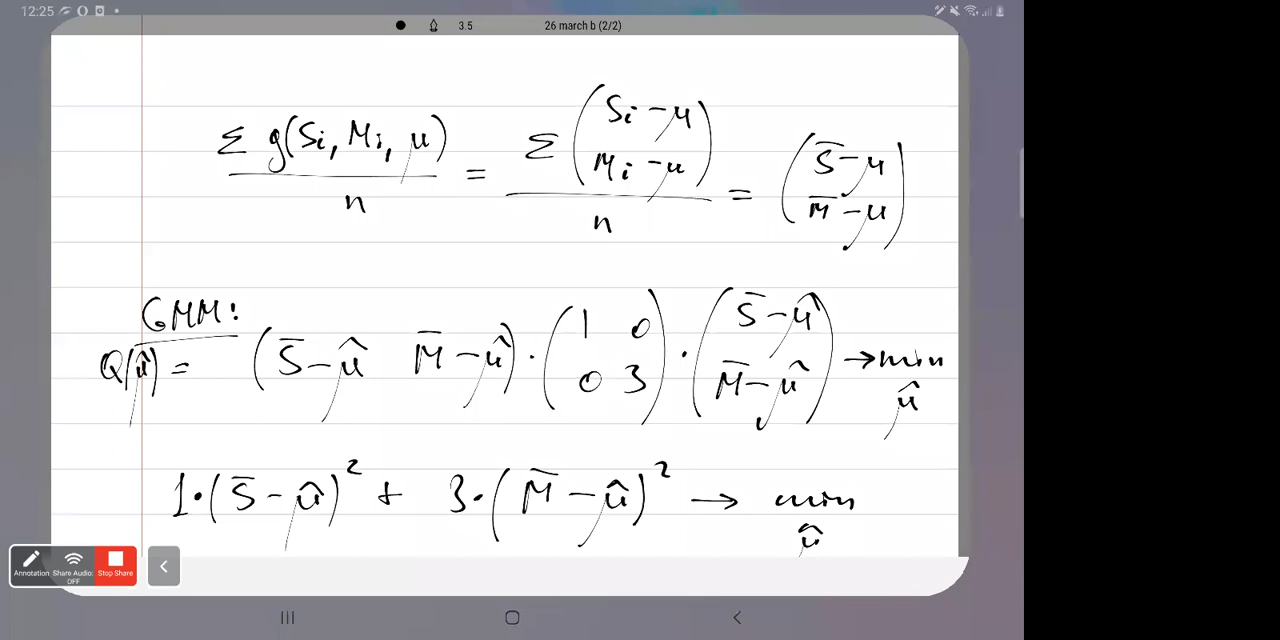 12:25
3.5 26 march b (2/2)
Σ g(Sᵢ, Mᵢ, μ) / n = Σ (Sᵢ − μ, Mᵢ − μ) / n = (S̄ − μ, M̄ − μ)
GMM:
Q(μ̂) = (S̄ − μ̂ M̄ − μ̂) · (1 0 0 3) · (S̄ − μ̂, M̄ − μ̂) → min μ̂
1·(S̄ − μ̂)² + 3·(M̄ − μ̂)² → min μ̂
Annotation Share Audio: OFF Stop Share